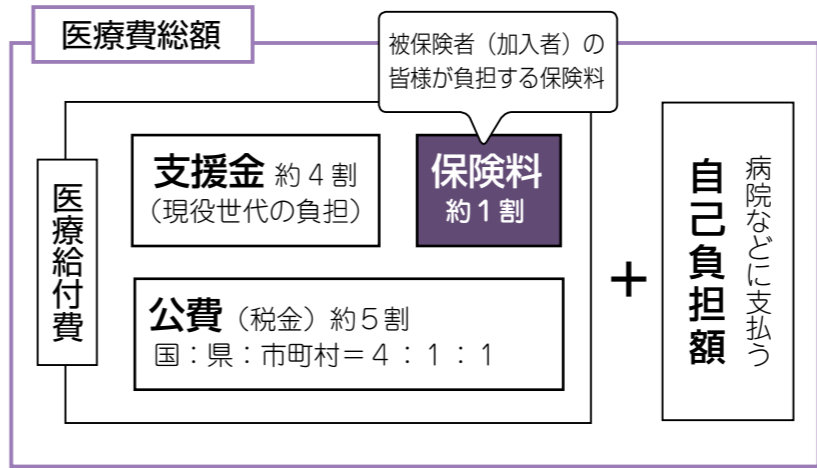 医療費総額
被保険者（加入者）の
皆様が負担する保険料
医療給付費
支援金 約４割
（現役世代の負担）
保険料
約１割
公費（税金）約５割
国：県：市町村＝４：１：１
＋
病院などに支払う
自己負担額